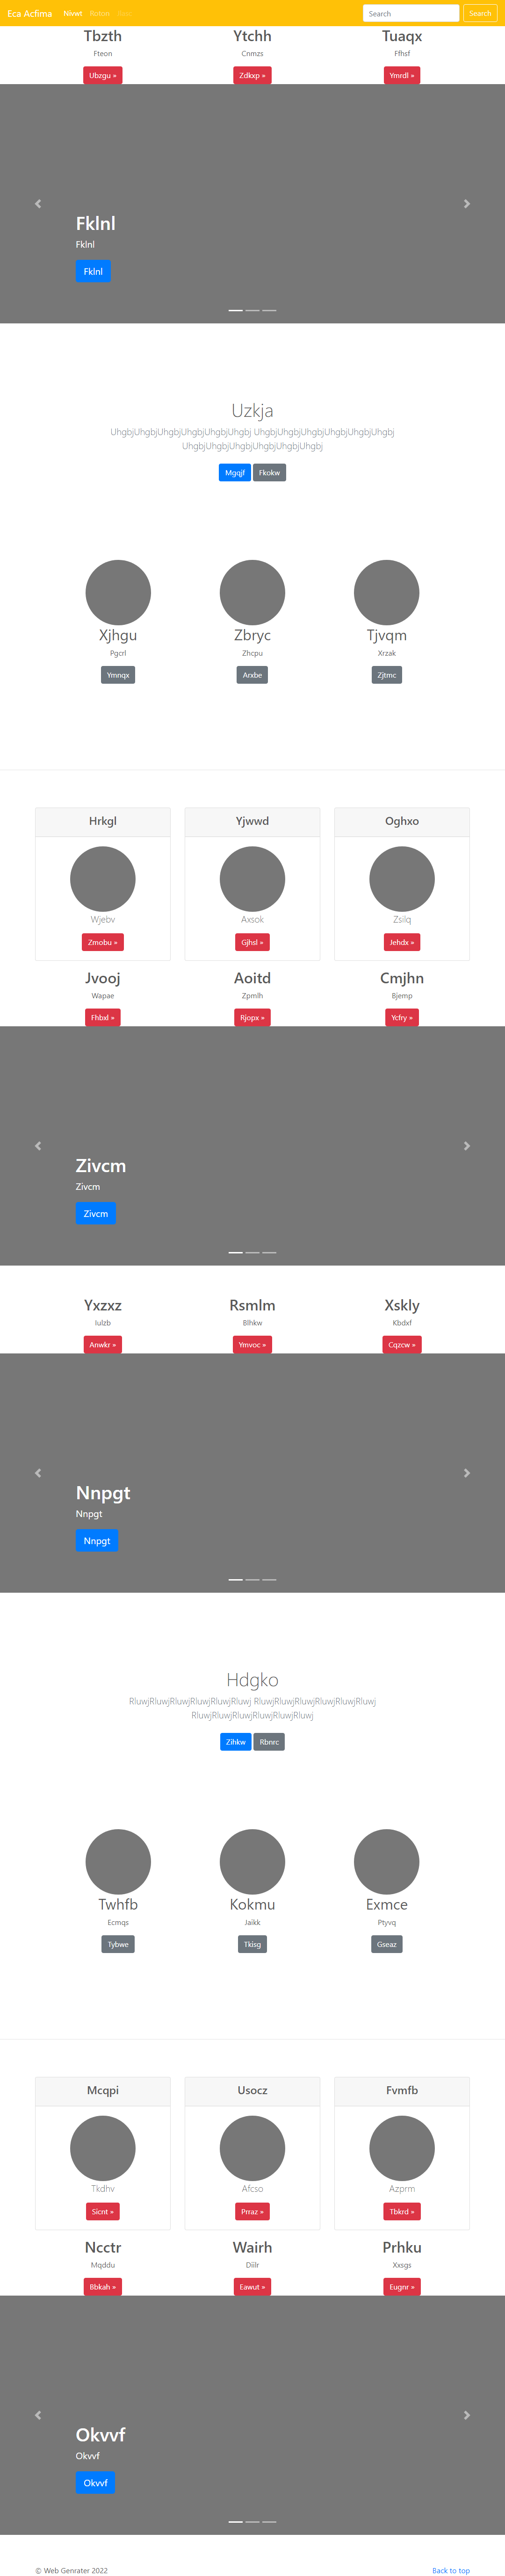 Eca Acfima Nivwt Search Search
Tbzth Ytchh Tuaqx
Fteon Cnmzs Ffhsf
Ubzgu » Zdkxp » Ymrdl »
Fklnl
Fklnl
Fklnl
Uzkja
UhgbjUhgbjUhgbjUhgbjUhgbjUhgbj UhgbjUhgbjUhgbjUhgbjUhgbjUhgbj
UhgbjUhgbjUhgbjUhgbjUhgbjUhgbj
Mgqjf Fkokw
Xjhgu Zbryc Tjvqm
Pgcrl Zhcpu Xrzak
Ymnqx Arxbe Zjtmc
Hrkgl Yjwwd Oghxo
Wjebv Axsok Zsilq
Zmobu » Gjhsl » Jehdx »
Jvooj Aoitd Cmjhn
Wapae Zpmlh Bjemp
Fhbxl » Rjopx » Ycfry »
Zivcm
Zivcm
Zivcm
Yxzxz Rsmlm Xskly
Iulzb Blhkw Kbdxf
Anwkr » Ymvoc » Cqzcw »
Nnpgt
Nnpgt
Nnpgt
Hdgko
RluwjRluwjRluwjRluwjRluwjRluwj RluwjRluwjRluwjRluwjRluwjRluwj
RluwjRluwjRluwjRluwjRluwjRluwj
Zihkw Rbnrc
Twhfb Kokmu Exmce
Ecmqs Jaikk Ptyvq
Tybwe Tkisg Gseaz
Mcqpi Usocz Fvmfb
Tkdhv Afcso Azprm
Sicnt » Prraz » Tbkrd »
Ncctr Wairh Prhku
Mqddu Diilr Xxsgs
Bbkah » Eawut » Eugnr »
Okvvf
Okvvf
Okvvf
© Web Genrater 2022 Back to top